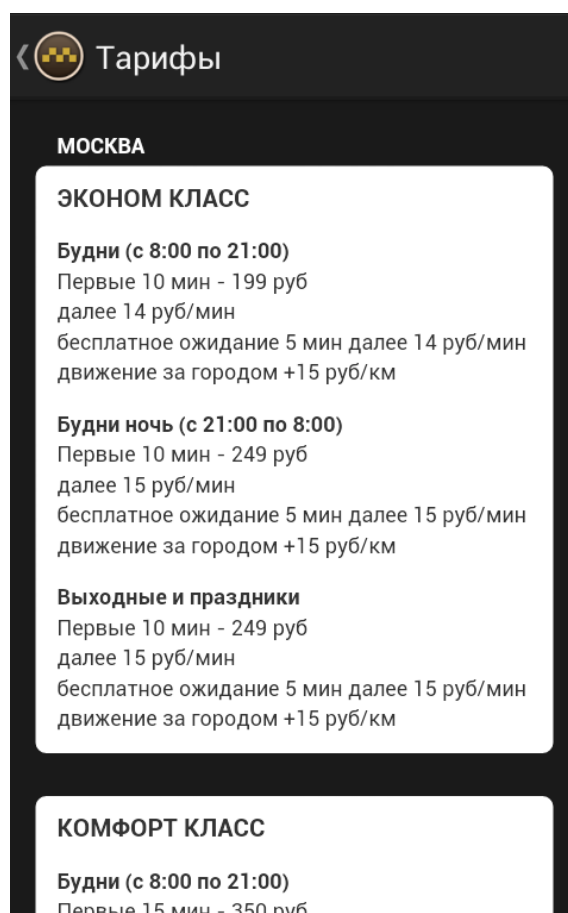 Тарифы
МОСКВА
ЭКОНОМ КЛАСС
Будни (с 8:00 по 21:00)
Первые 10 мин - 199 руб
далее 14 руб/мин
бесплатное ожидание 5 мин далее 14 руб/мин
движение за городом +15 руб/км
Будни ночь (с 21:00 по 8:00)
Первые 10 мин - 249 руб
далее 15 руб/мин
бесплатное ожидание 5 мин далее 15 руб/мин
движение за городом +15 руб/км
Выходные и праздники
Первые 10 мин - 249 руб
далее 15 руб/мин
бесплатное ожидание 5 мин далее 15 руб/мин
движение за городом +15 руб/км
КОМФОРТ КЛАСС
Будни (с 8:00 по 21:00)
Первые 15 мин - 350 руб